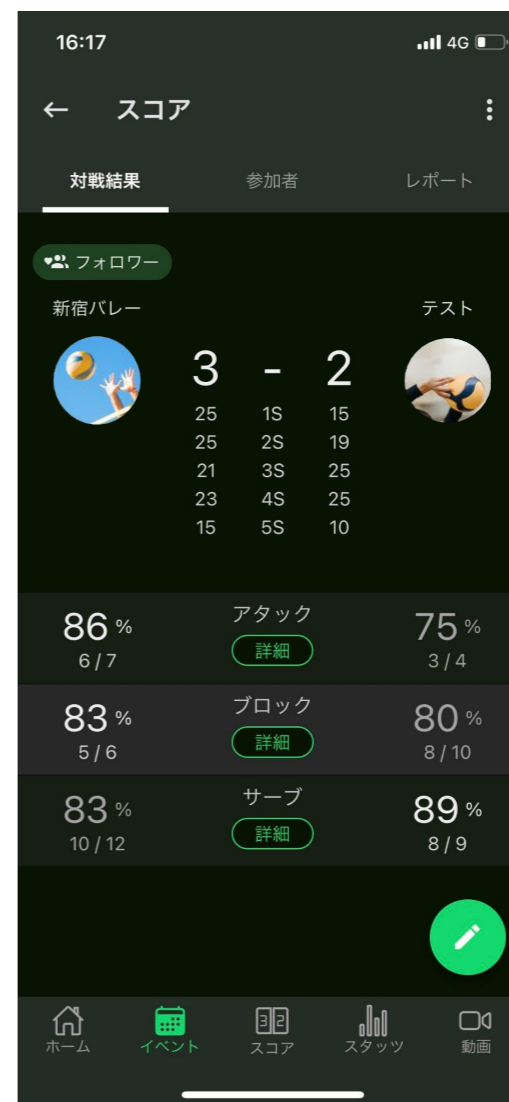 16:17 4G
← スコア
対戦結果 参加者 レポート
フォロワー
新宿バレー テスト
3 - 2
25 1S 15
25 2S 19
21 3S 25
23 4S 25
15 5S 10
86 % アタック 75 %
6 / 7 詳細 3 / 4
83 % ブロック 80 %
5 / 6 詳細 8 / 10
83 % サーブ 89 %
10 / 12 詳細 8 / 9
ホーム イベント スコア スタッツ 動画